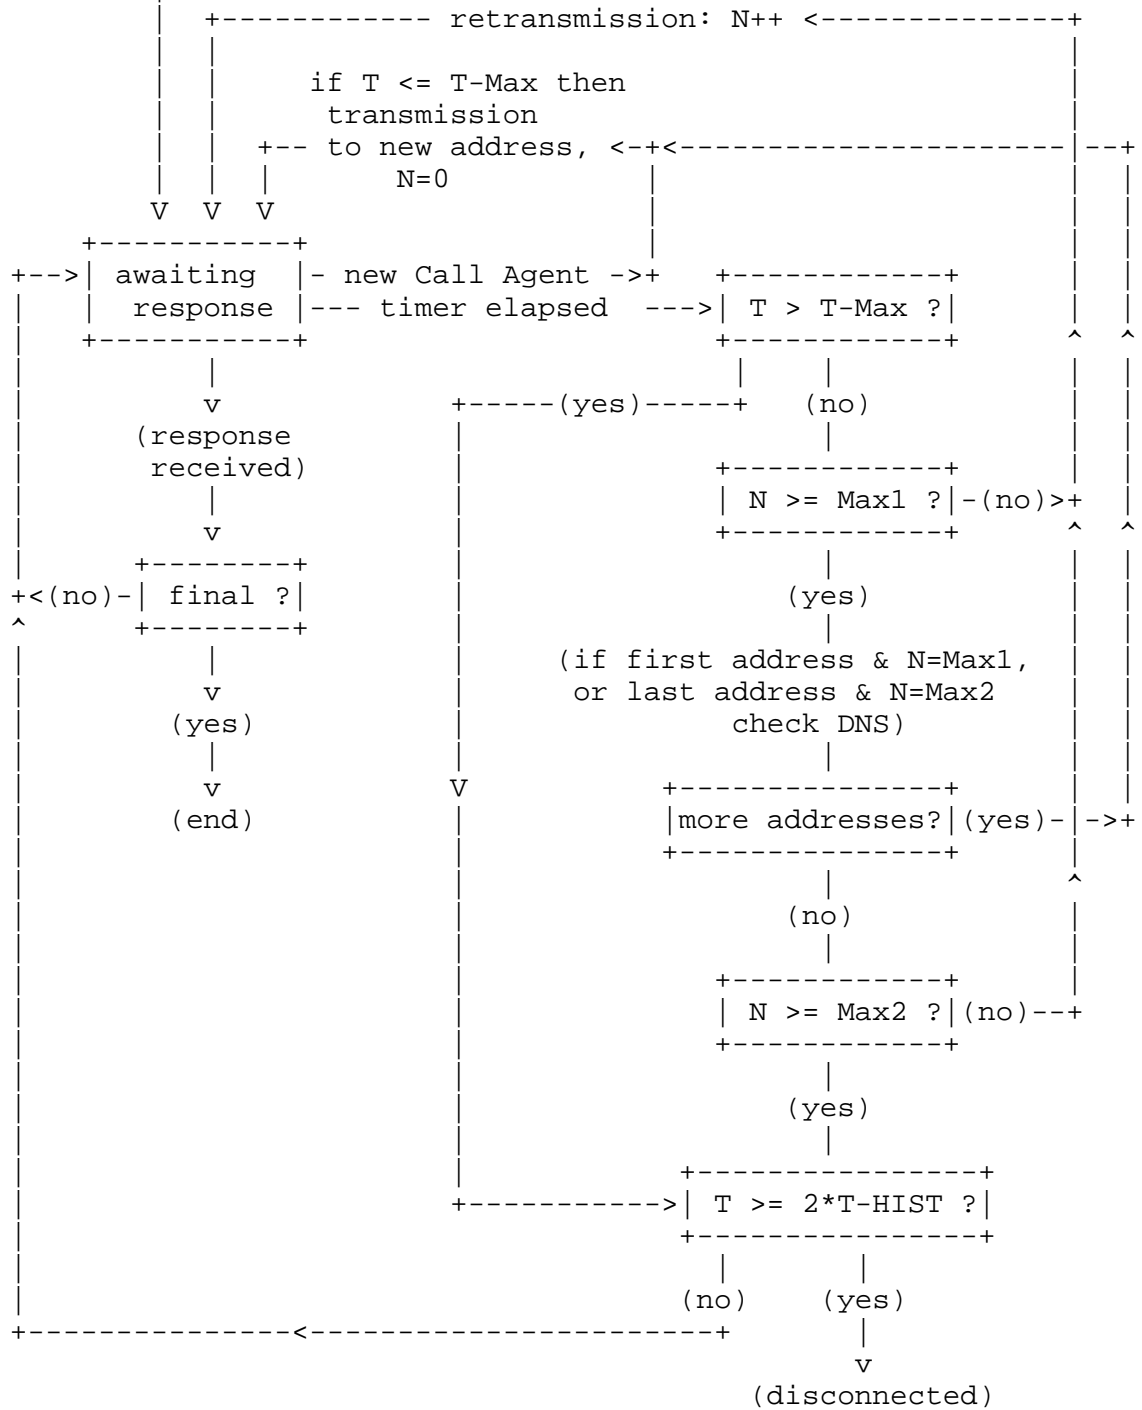 retransmission: N++
if T <= T-Max then
transmission
to new address,
N=0
awaiting
response
new Call Agent
timer elapsed
T > T-Max ?
(yes)
(no)
(response
received)
N >= Max1 ?
(no)
final ?
(no)
(yes)
(if first address & N=Max1,
or last address & N=Max2
check DNS)
(yes)
(end)
more addresses?
(yes)
(no)
N >= Max2 ?
(no)
(yes)
T >= 2*T-HIST ?
(no)
(yes)
(disconnected)